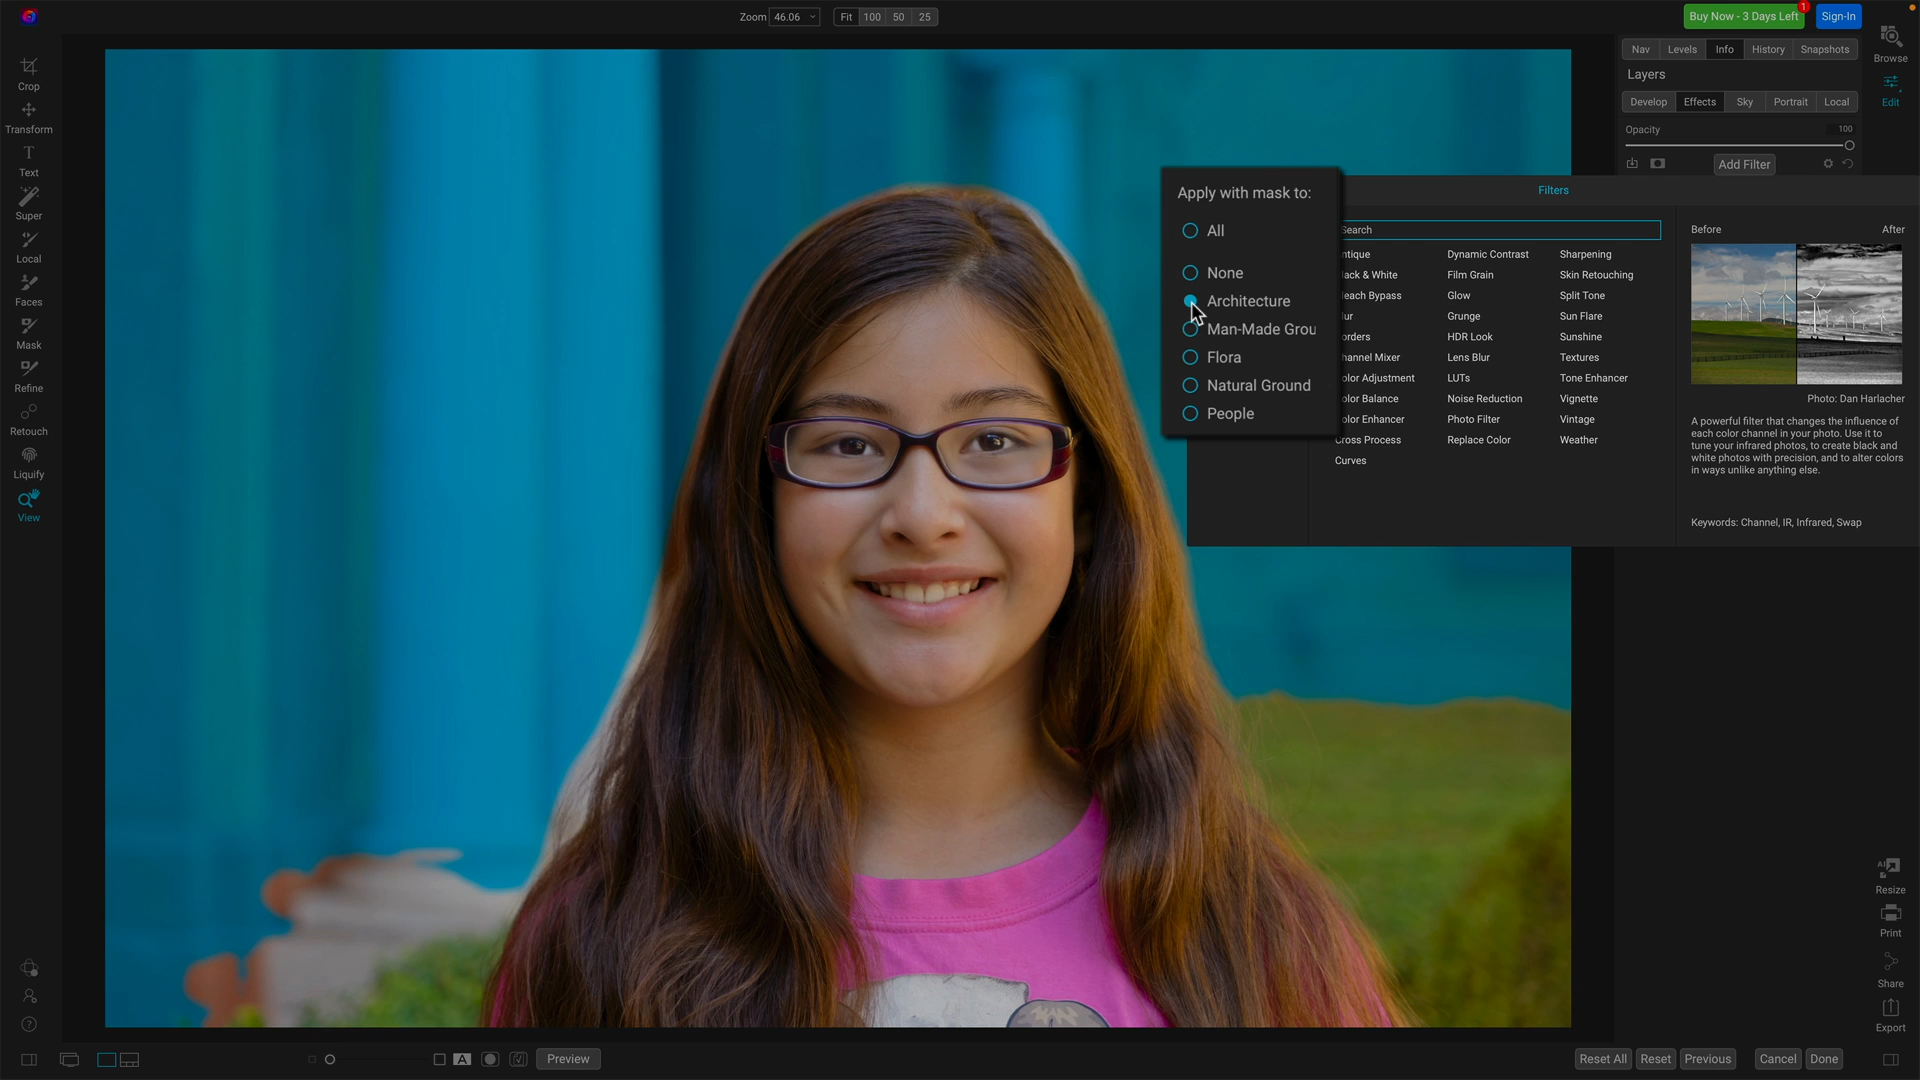 Zoom 46.06 Fit 100 50 25
Buy Now - 3 Days Left 1 Sign-In
Nav Levels Info History Snapshots
Browse
Layers
Edit
Develop Effects Sky Portrait Local
Opacity 100
Add Filter
Crop
Transform
Text
Super
Local
Faces
Mask
Refine
Retouch
Liquify
View
Apply with mask to:
All
None
Architecture
Man-Made Grou
Flora
Natural Ground
People
Filters
Search
ntique Dynamic Contrast Sharpening
lack & White Film Grain Skin Retouching
leach Bypass Glow Split Tone
lur Grunge Sun Flare
orders HDR Look Sunshine
hannel Mixer Lens Blur Textures
olor Adjustment LUTs Tone Enhancer
olor Balance Noise Reduction Vignette
olor Enhancer Photo Filter Vintage
Cross Process Replace Color Weather
Curves
Before After
Photo: Dan Harlacher
A powerful filter that changes the influence of
each color channel in your photo. Use it to
tune your infrared photos, to create black and
white photos with precision, and to alter colors
in ways unlike anything else.
Keywords: Channel, IR, Infrared, Swap
AI
Resize
Print
Share
Export
?
A Preview
Reset All Reset Previous Cancel Done